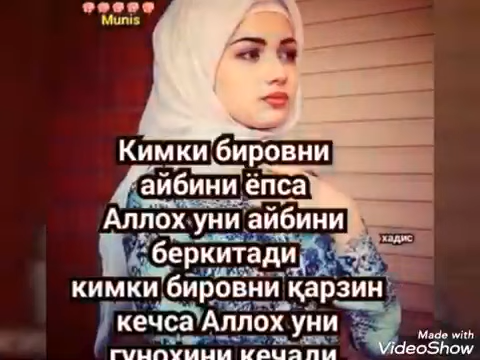 Munis
Кимки бировни
айбини ёпса
Аллох уни айбини
беркитади
хадис
кимки бировни қарзин
кечса Аллох уни
гунохини кечади
Made with
VideoShow